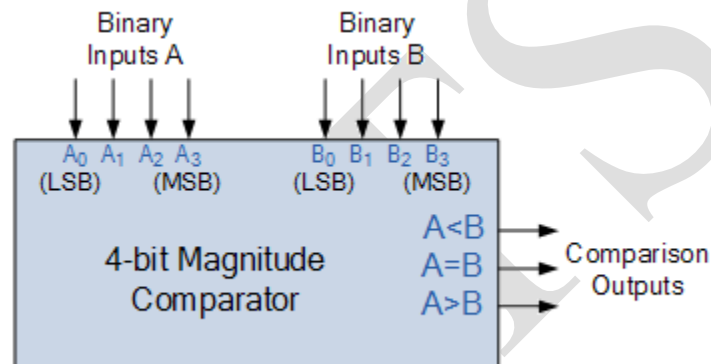 Binary
Inputs A
Binary
Inputs B
A₀ A₁ A₂ A₃
B₀ B₁ B₂ B₃
(LSB) (MSB)
(LSB) (MSB)
A<B
A=B
A>B
4-bit Magnitude
Comparator
Comparison
Outputs